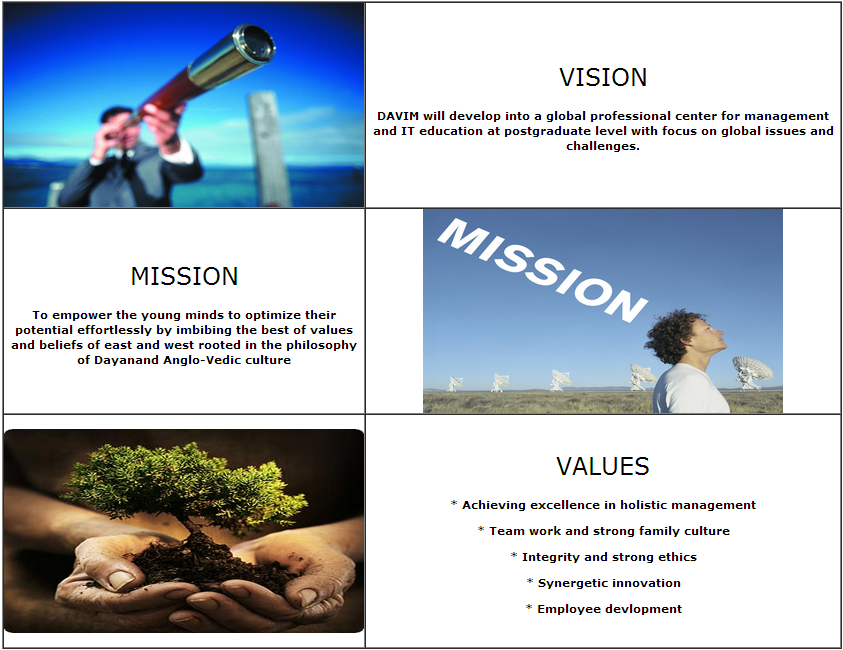 VISION
DAVIM will develop into a global professional center for management
and IT education at postgraduate level with focus on global issues and
challenges.
MISSION
To empower the young minds to optimize their
potential effortlessly by imbibing the best of values
and beliefs of east and west rooted in the philosophy
of Dayanand Anglo-Vedic culture
MISSION
VALUES
* Achieving excellence in holistic management
* Team work and strong family culture
* Integrity and strong ethics
* Synergetic innovation
* Employee devlopment